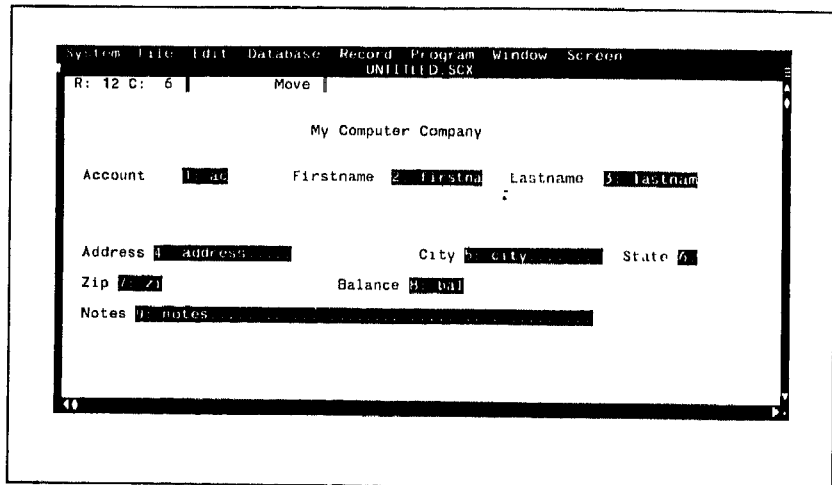 System File Edit Database Record Program Window Screen
UNTITLED.SCX
R: 12 C: 6 Move
My Computer Company
Account 1: ac Firstname 2: firstna Lastname 3: lastnam
Address 4: address... City 5: city....... State 6:
Zip 7: zi Balance 8: bal
Notes 9: notes...............................................